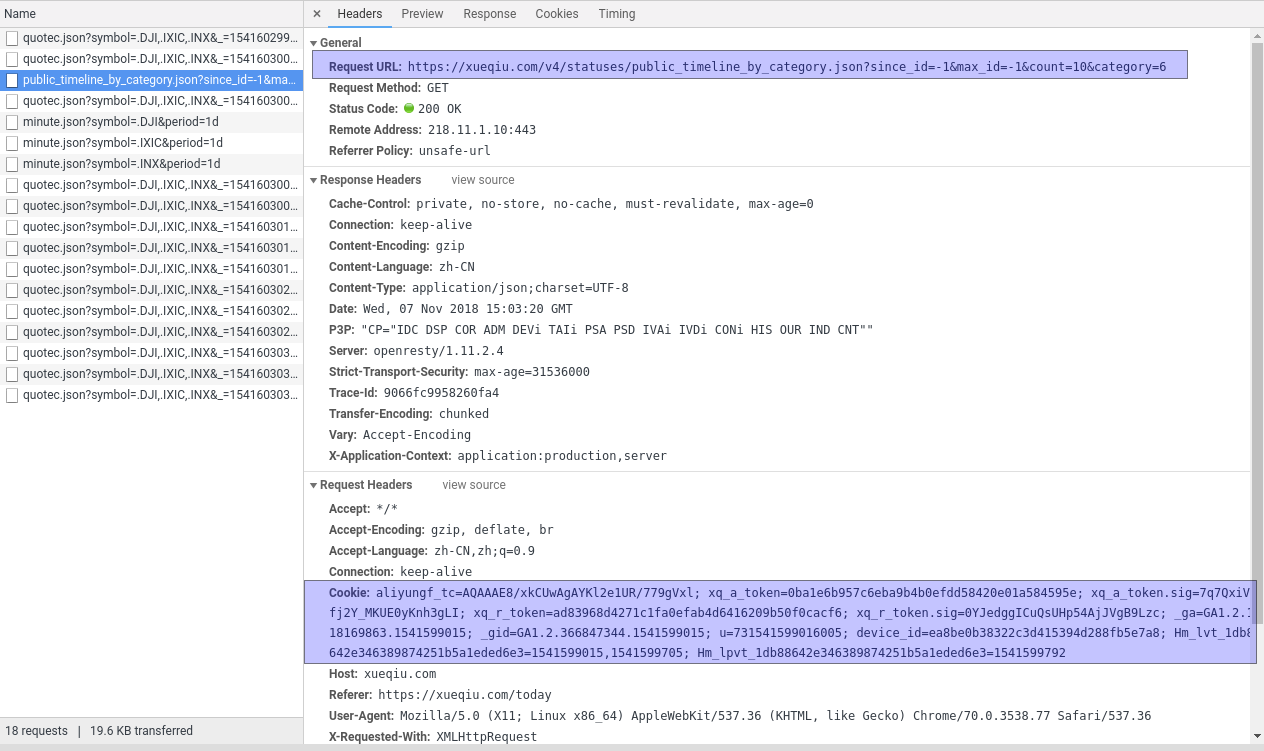 Name
quotec.json?symbol=.DJI,.IXIC,.INX&_=154160299...
quotec.json?symbol=.DJI,.IXIC,.INX&_=154160300...
public_timeline_by_category.json?since_id=-1&ma...
quotec.json?symbol=.DJI,.IXIC,.INX&_=154160300...
minute.json?symbol=.DJI&period=1d
minute.json?symbol=.IXIC&period=1d
minute.json?symbol=.INX&period=1d
quotec.json?symbol=.DJI,.IXIC,.INX&_=154160300...
quotec.json?symbol=.DJI,.IXIC,.INX&_=154160300...
quotec.json?symbol=.DJI,.IXIC,.INX&_=154160301...
quotec.json?symbol=.DJI,.IXIC,.INX&_=154160301...
quotec.json?symbol=.DJI,.IXIC,.INX&_=154160301...
quotec.json?symbol=.DJI,.IXIC,.INX&_=154160302...
quotec.json?symbol=.DJI,.IXIC,.INX&_=154160302...
quotec.json?symbol=.DJI,.IXIC,.INX&_=154160302...
quotec.json?symbol=.DJI,.IXIC,.INX&_=154160303...
quotec.json?symbol=.DJI,.IXIC,.INX&_=154160303...
quotec.json?symbol=.DJI,.IXIC,.INX&_=154160303...
18 requests | 19.6 KB transferred
× Headers Preview Response Cookies Timing
General
Request URL: https://xueqiu.com/v4/statuses/public_timeline_by_category.json?since_id=-1&max_id=-1&count=10&category=6
Request Method: GET
Status Code: 200 OK
Remote Address: 218.11.1.10:443
Referrer Policy: unsafe-url
Response Headers view source
Cache-Control: private, no-store, no-cache, must-revalidate, max-age=0
Connection: keep-alive
Content-Encoding: gzip
Content-Language: zh-CN
Content-Type: application/json;charset=UTF-8
Date: Wed, 07 Nov 2018 15:03:20 GMT
P3P: "CP="IDC DSP COR ADM DEVi TAIi PSA PSD IVAi IVDi CONi HIS OUR IND CNT""
Server: openresty/1.11.2.4
Strict-Transport-Security: max-age=31536000
Trace-Id: 9066fc9958260fa4
Transfer-Encoding: chunked
Vary: Accept-Encoding
X-Application-Context: application:production,server
Request Headers view source
Accept: */*
Accept-Encoding: gzip, deflate, br
Accept-Language: zh-CN,zh;q=0.9
Connection: keep-alive
Cookie: aliyungf_tc=AQAAAE8/xkCUwAgAYKl2e1UR/779gVxl; xq_a_token=0ba1e6b957c6eba9b4b0efdd58420e01a584595e; xq_a_token.sig=7q7QxiV
fj2Y_MKUE0yKnh3gLI; xq_r_token=ad83968d4271c1fa0efab4d6416209b50f0cacf6; xq_r_token.sig=0YJedggICuQsUHp54AjJVgB9Lzc; _ga=GA1.2.1
18169863.1541599015; _gid=GA1.2.366847344.1541599015; u=731541599016005; device_id=ea8be0b38322c3d415394d288fb5e7a8; Hm_lvt_1db8
642e346389874251b5a1eded6e3=1541599015,1541599705; Hm_lpvt_1db88642e346389874251b5a1eded6e3=1541599792
Host: xueqiu.com
Referer: https://xueqiu.com/today
User-Agent: Mozilla/5.0 (X11; Linux x86_64) AppleWebKit/537.36 (KHTML, like Gecko) Chrome/70.0.3538.77 Safari/537.36
X-Requested-With: XMLHttpRequest